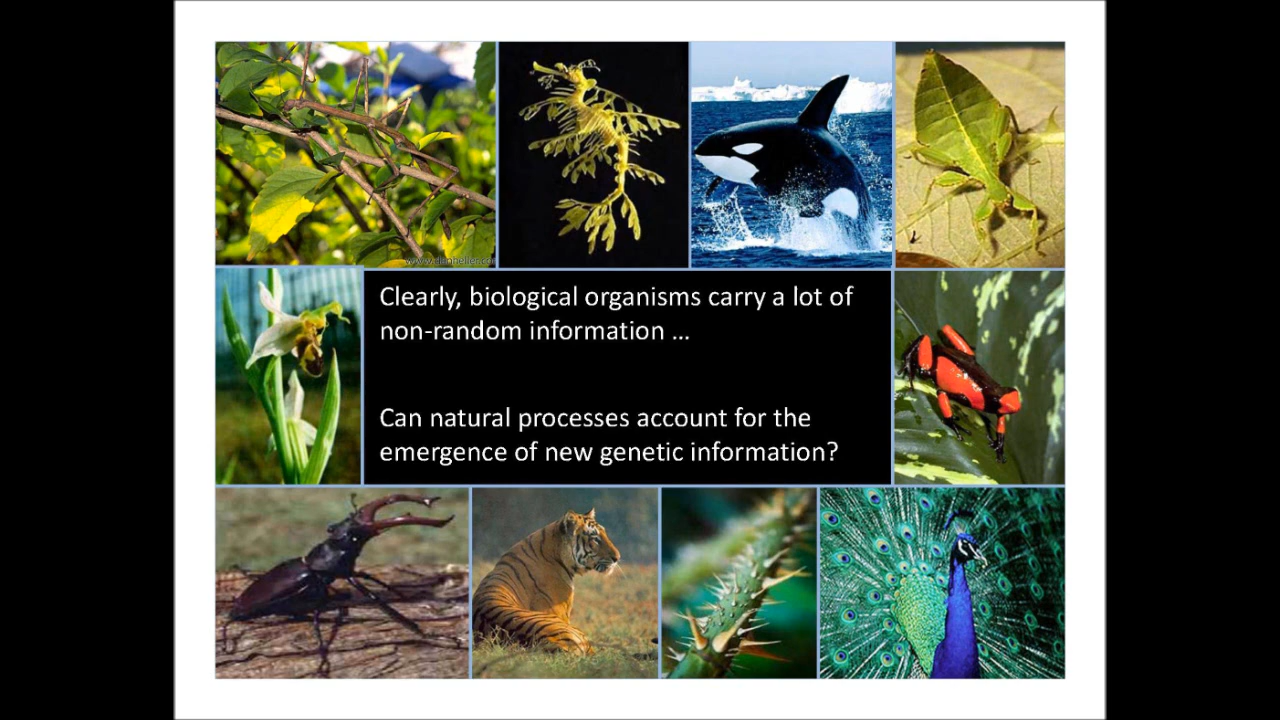 Clearly, biological organisms carry a lot of
non-random information ...
Can natural processes account for the
emergence of new genetic information?